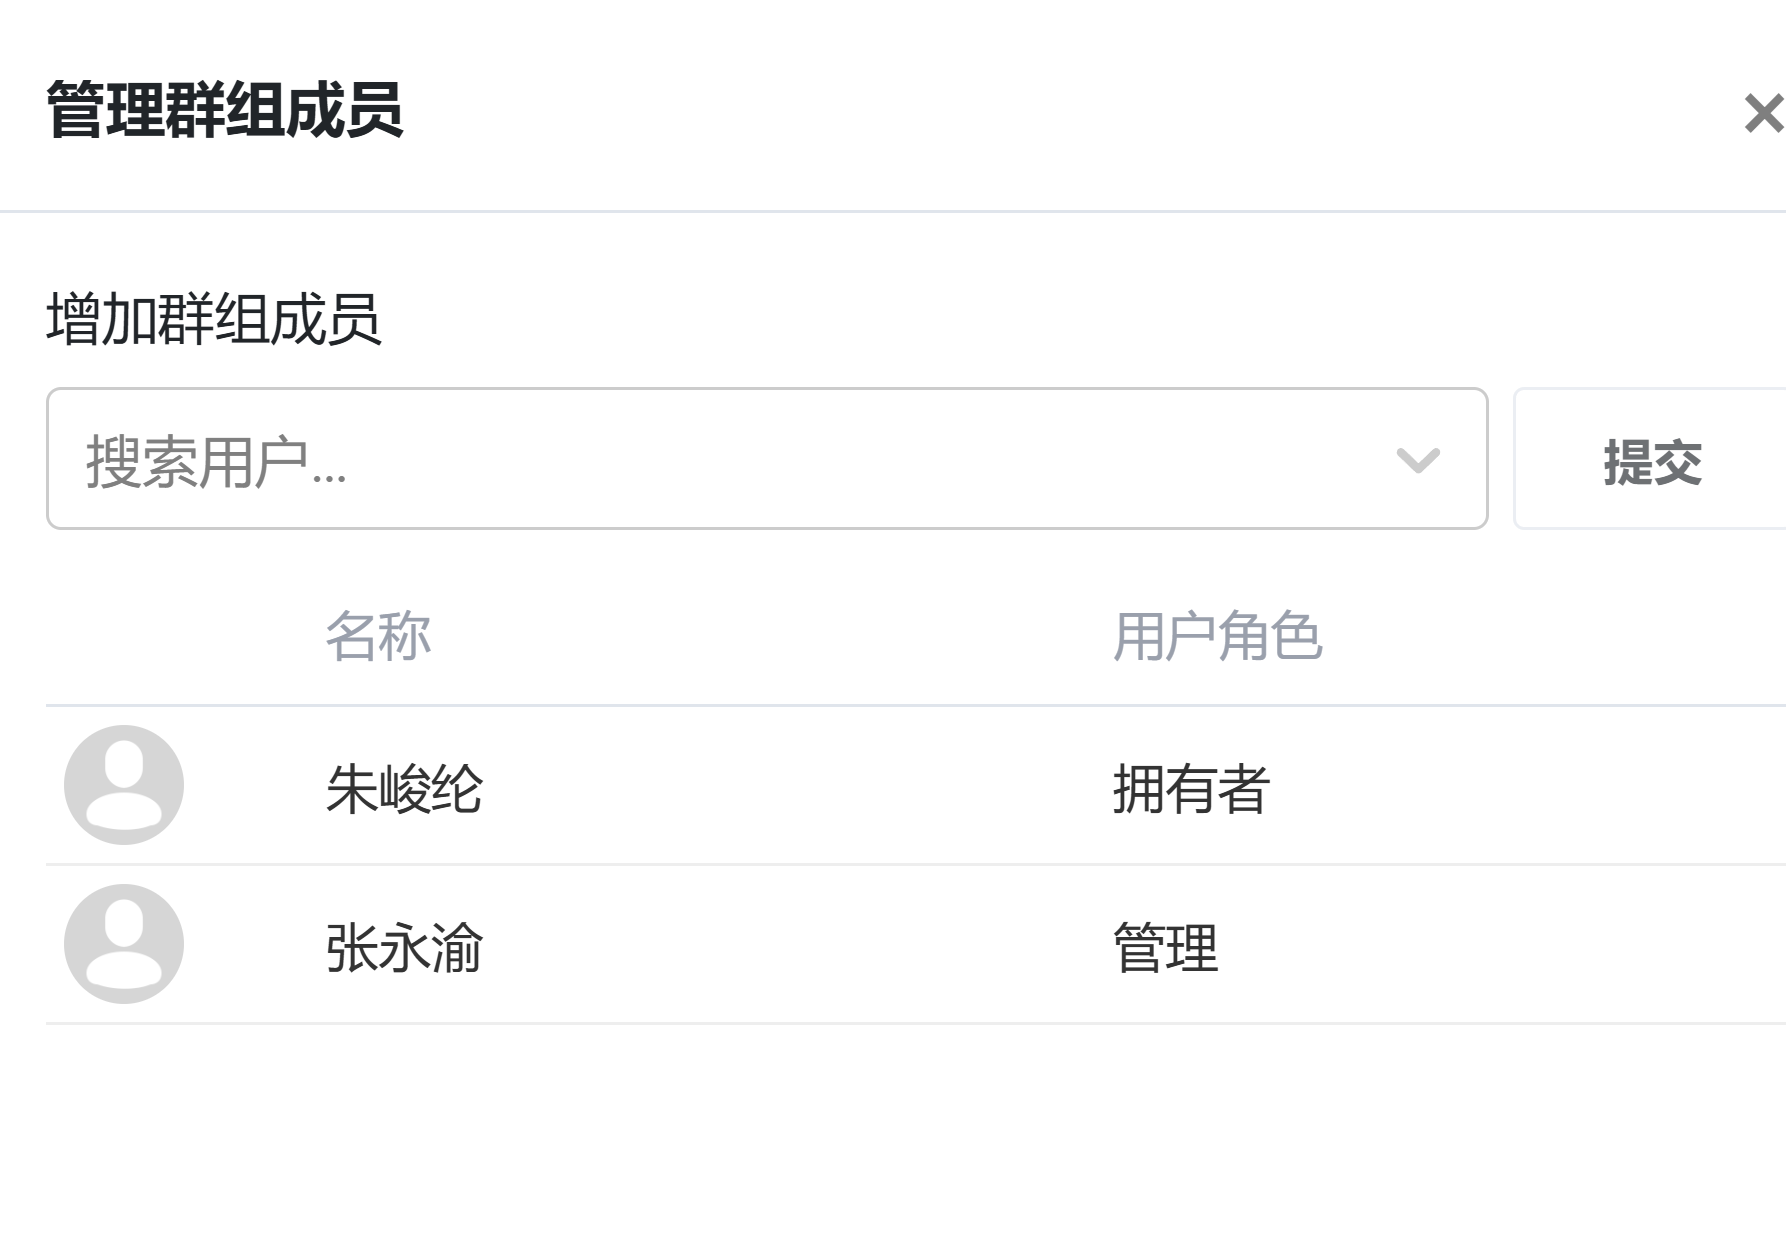 管理群组成员
增加群组成员
搜索用户...
提交
名称 用户角色
朱峻纶 拥有者
张永渝 管理